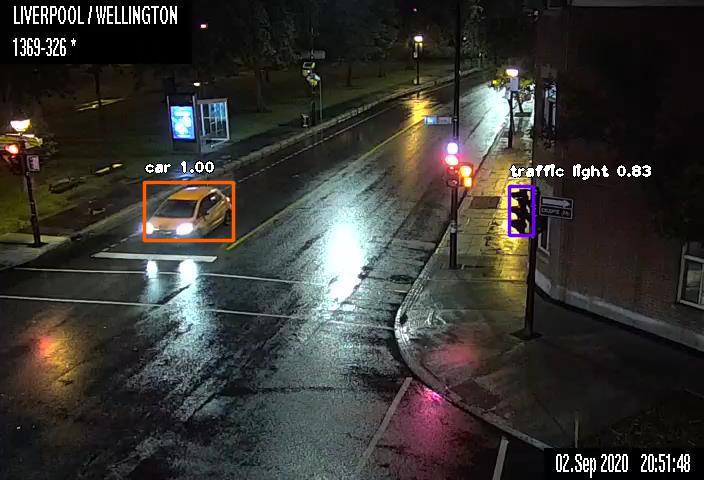 LIVERPOOL / WELLINGTON
1369-326 *
car 1.00
traffic light 0.83
02.Sep 2020 20:51:48